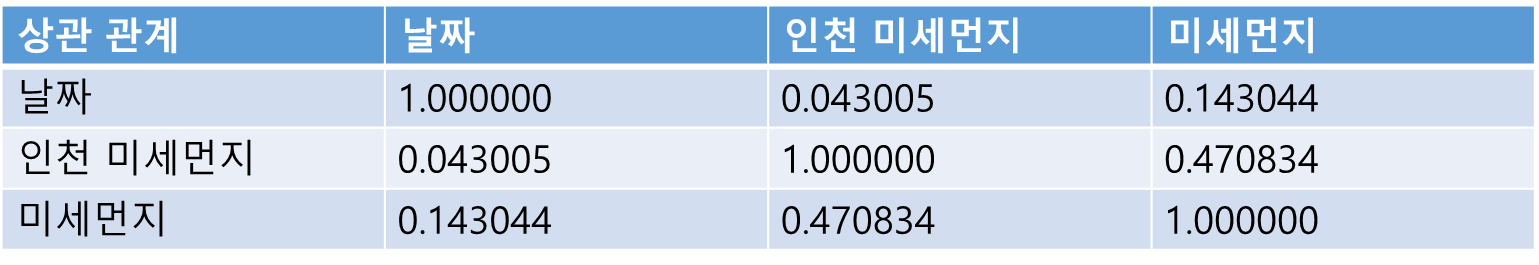 상관 관계 날짜 인천 미세먼지 미세먼지
날짜 1.000000 0.043005 0.143044
인천 미세먼지 0.043005 1.000000 0.470834
미세먼지 0.143044 0.470834 1.000000